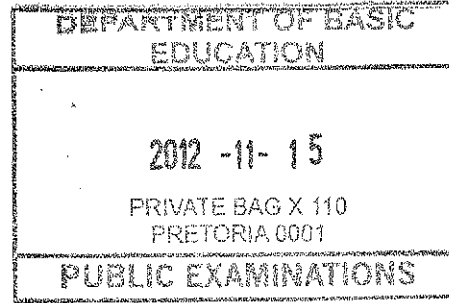 DEPARTMENT OF BASIC
EDUCATION
2012 -11- 15
PRIVATE BAG X 110
PRETORIA 0001
PUBLIC EXAMINATIONS